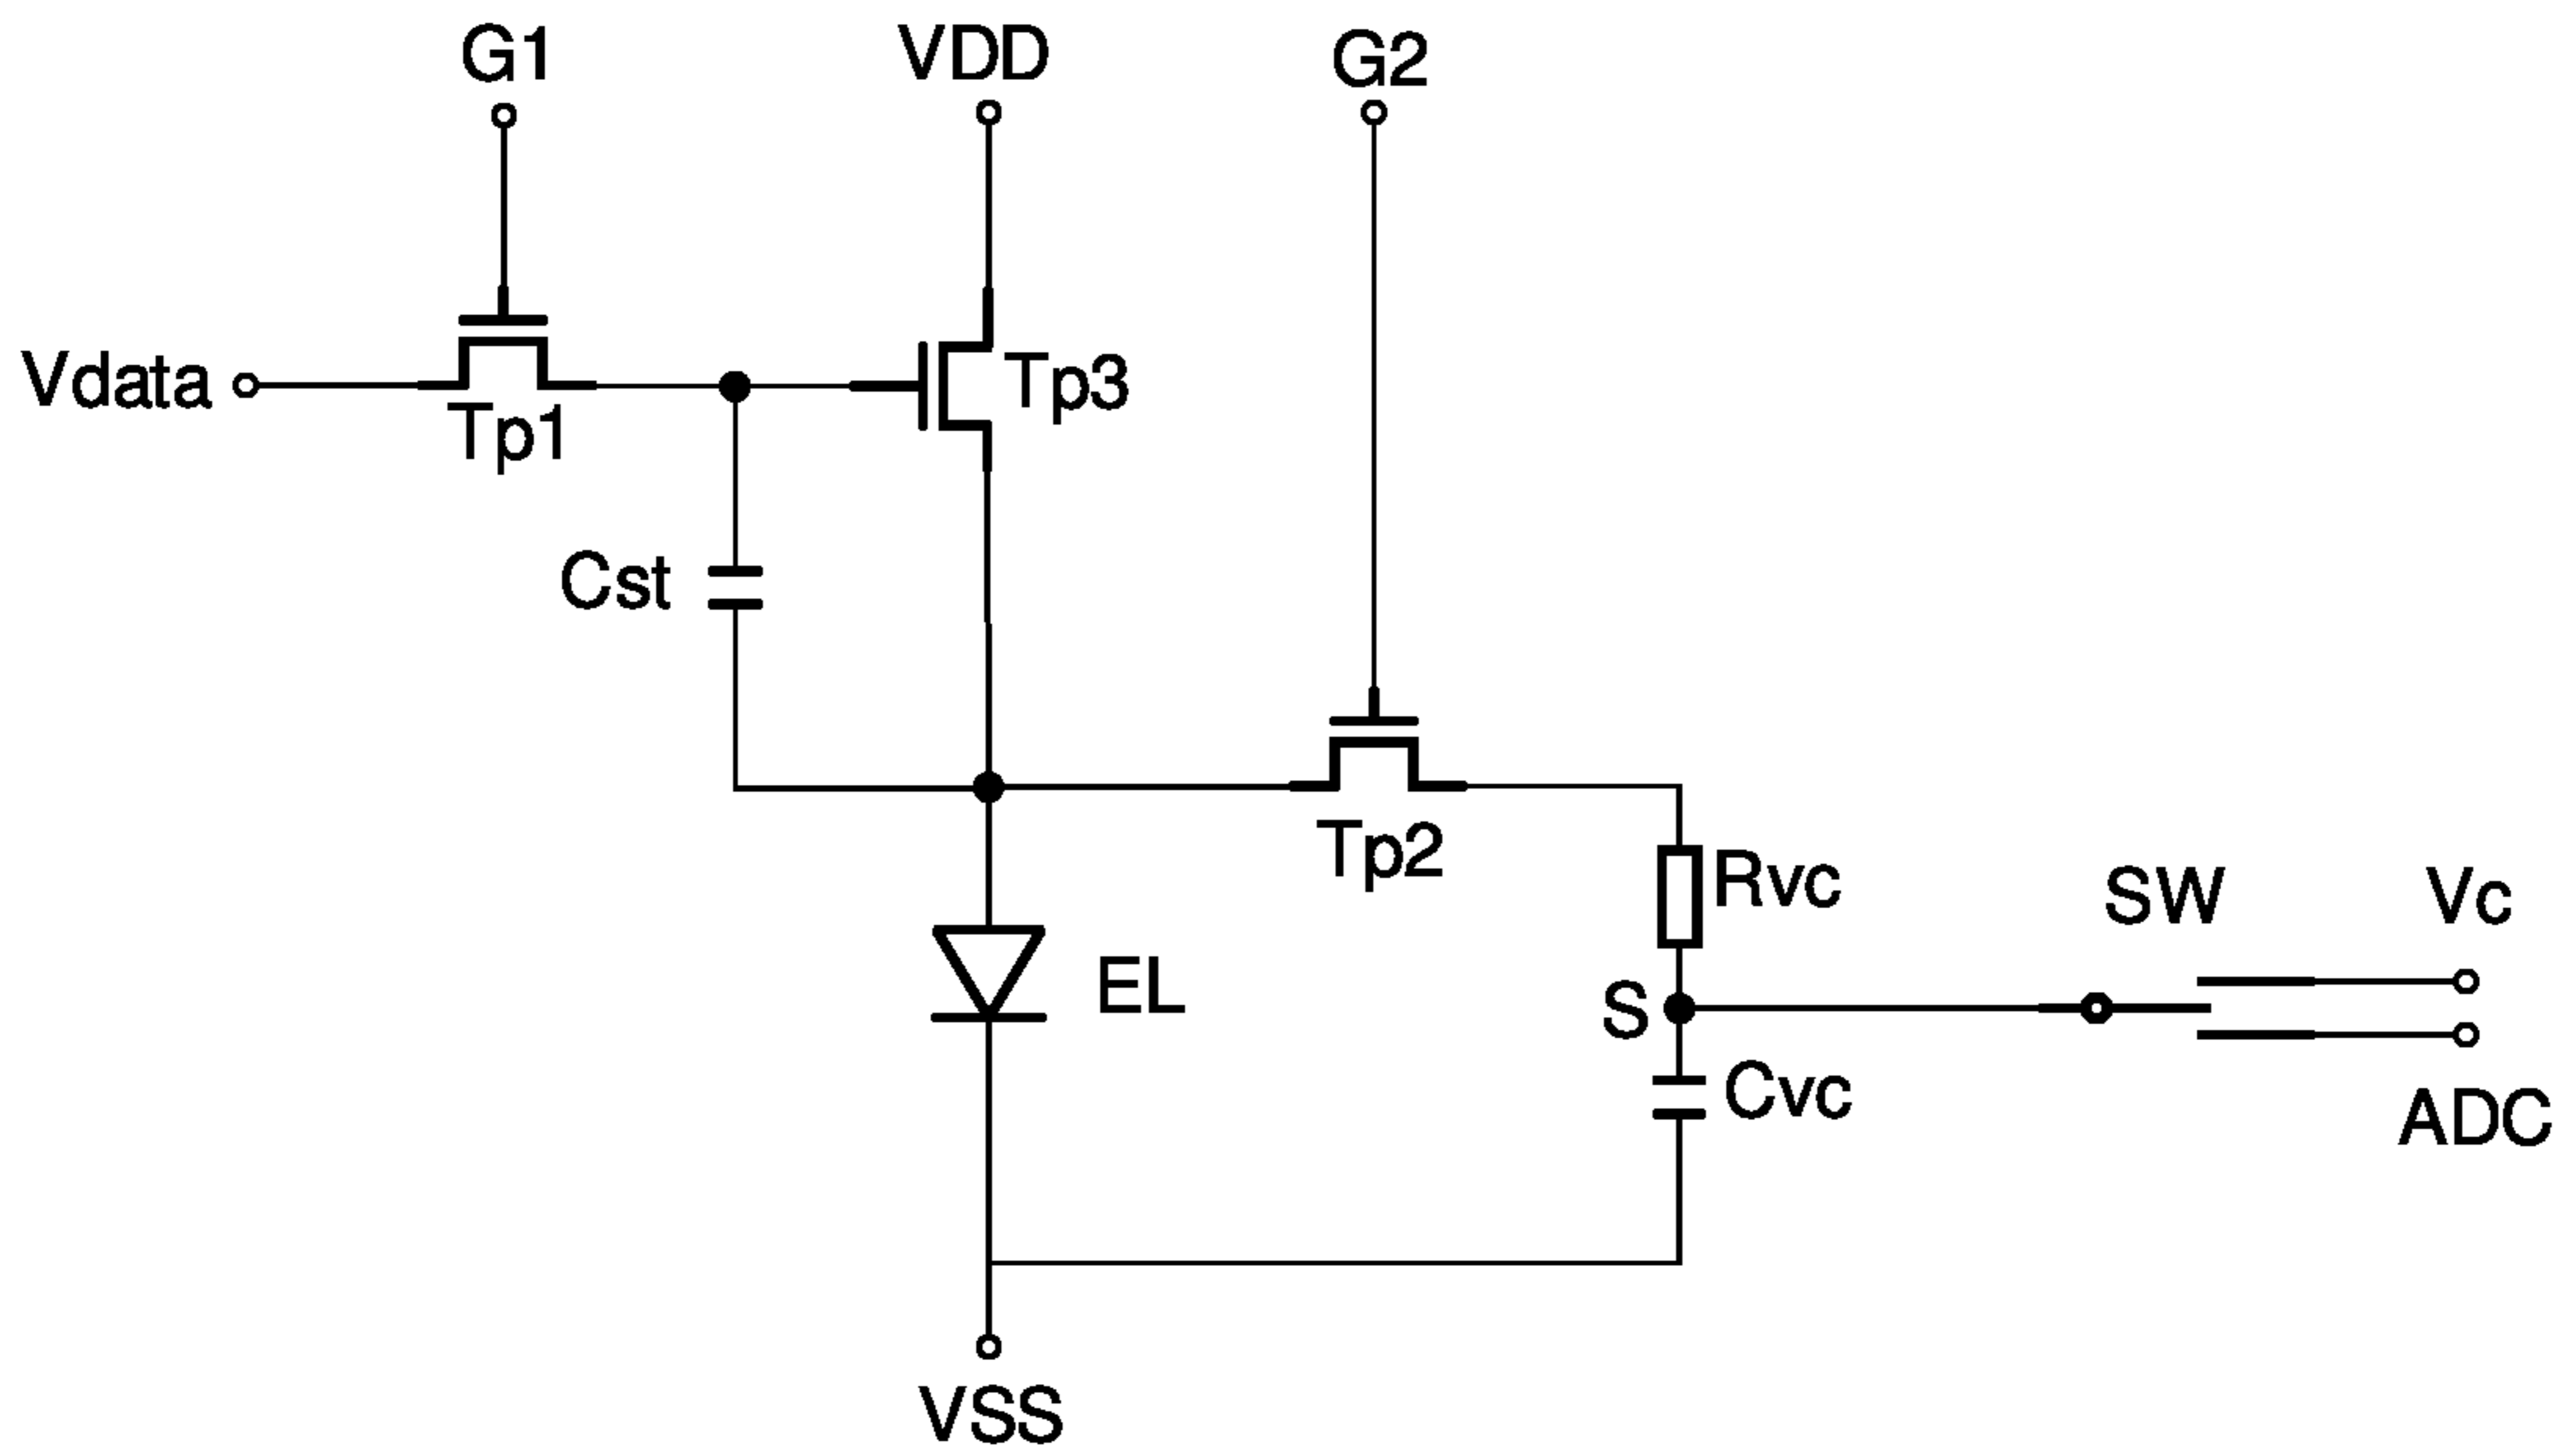 G1
VDD
G2
Vdata
Tp1
Tp3
Cst
Tp2
Rvc
SW
Vc
EL
S
Cvc
ADC
VSS